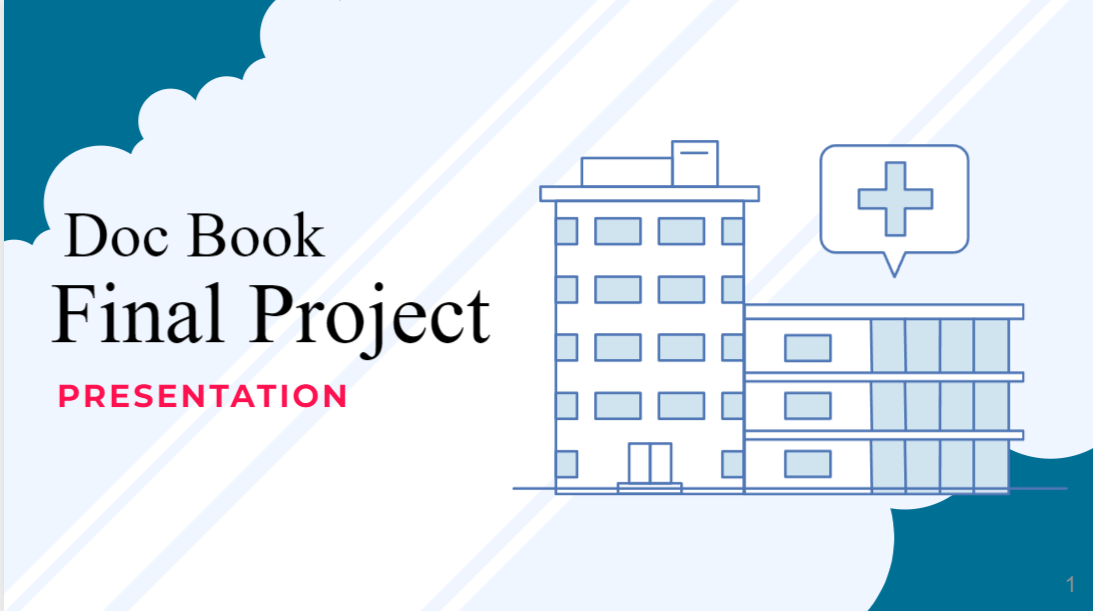 Doc Book
Final Project
PRESENTATION
1